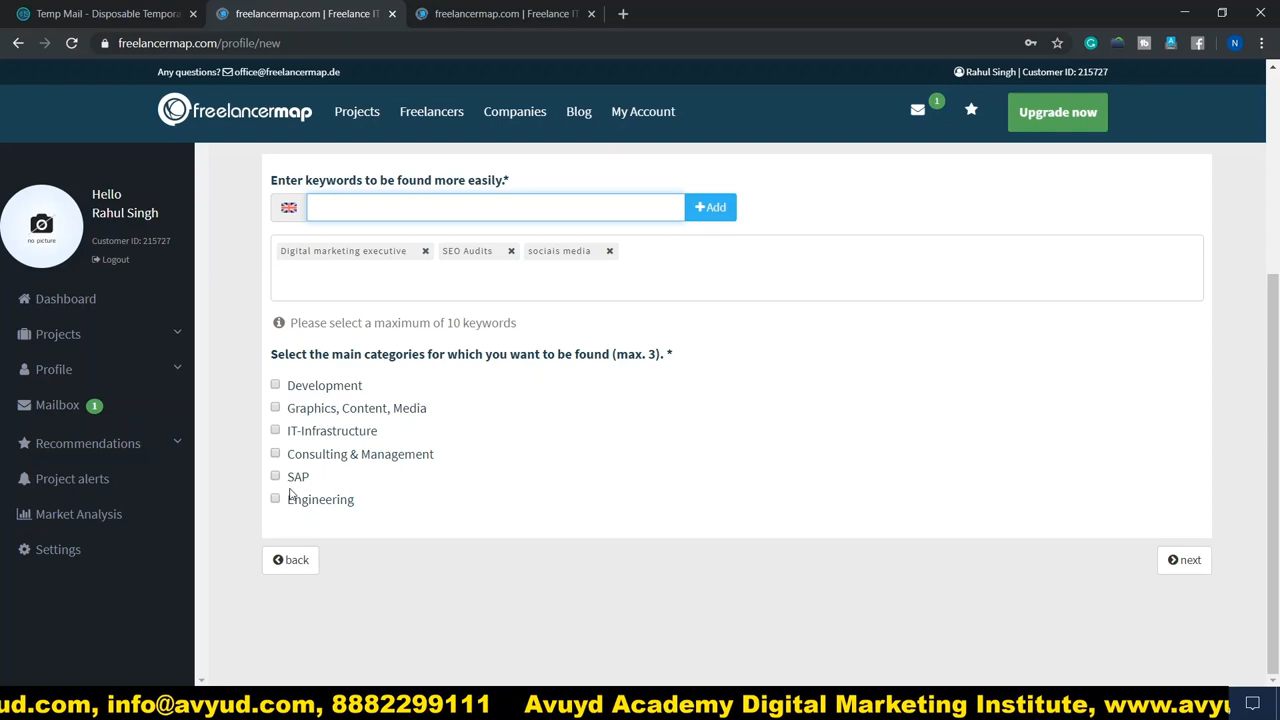 Temp Mail - Disposable Tempora
freelancermap.com | Freelance IT
freelancermap.com | Freelance IT
freelancermap.com/profile/new
N
Any questions? office@freelancermap.de
Rahul Singh | Customer ID: 215727
freelancermap
Projects
Freelancers
Companies
Blog
My Account
1
Upgrade now
no picture
Hello
Rahul Singh
Customer ID: 215727
Logout
Dashboard
Projects
Profile
Mailbox 1
Recommendations
Project alerts
Market Analysis
Settings
Enter keywords to be found more easily.*
Add
Digital marketing executive SEO Audits sociais media
Please select a maximum of 10 keywords
Select the main categories for which you want to be found (max. 3). *
Development
Graphics, Content, Media
IT-Infrastructure
Consulting & Management
SAP
Engineering
back
next
ud.com, info@avyud.com, 8882299111 Avuyd Academy Digital Marketing Institute, www.avyu